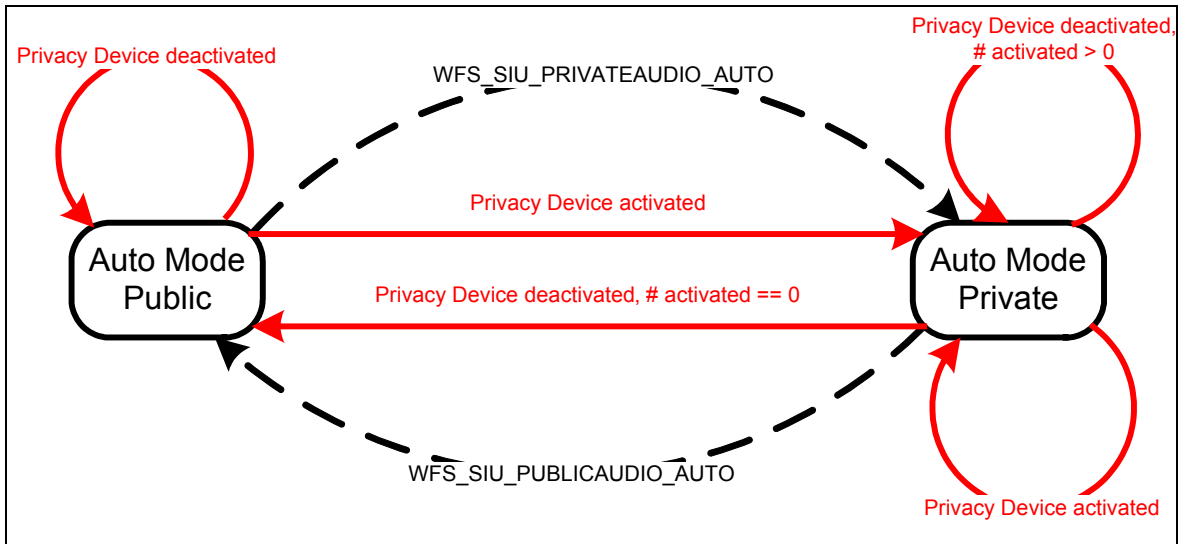 Privacy Device deactivated
Privacy Device deactivated,
# activated > 0
WFS_SIU_PRIVATEAUDIO_AUTO
Privacy Device activated
Auto Mode
Public
Auto Mode
Private
Privacy Device deactivated, # activated == 0
WFS_SIU_PUBLICAUDIO_AUTO
Privacy Device activated